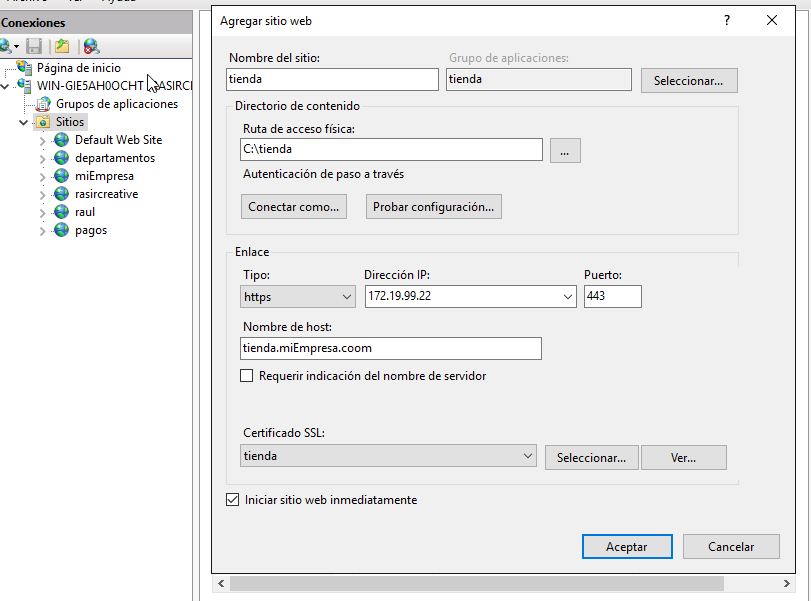 Conexiones
Página de inicio
WIN-GIE5AH0OCHT
Grupos de aplicaciones
Sitios
Default Web Site
departamentos
miEmpresa
rasircreative
raul
pagos
Agregar sitio web
?
Nombre del sitio:
Grupo de aplicaciones:
tienda
tienda
Seleccionar...
Directorio de contenido
Ruta de acceso física:
C:\tienda
...
Autenticación de paso a través
Conectar como...
Probar configuración...
Enlace
Tipo:
Dirección IP:
Puerto:
https
172.19.99.22
443
Nombre de host:
tienda.miEmpresa.coom
Requerir indicación del nombre de servidor
Certificado SSL:
tienda
Seleccionar...
Ver...
Iniciar sitio web inmediatamente
Aceptar
Cancelar